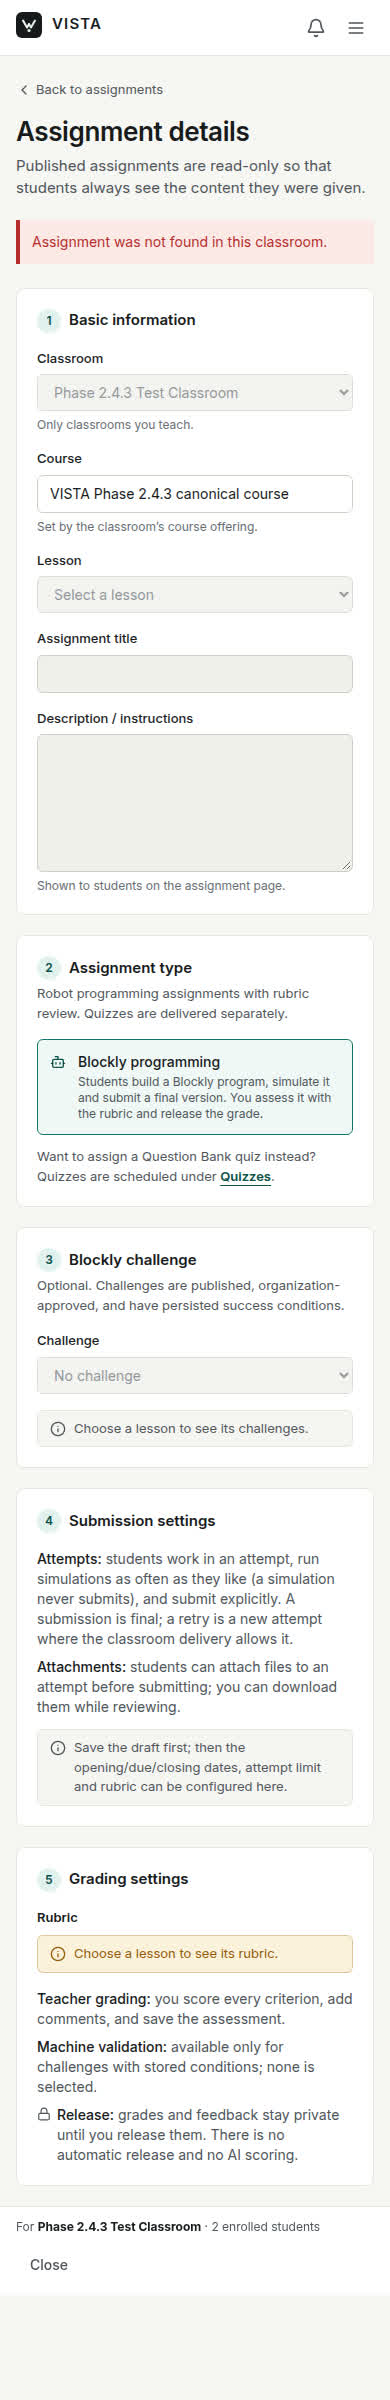 VISTA
Back to assignments
Assignment details
Published assignments are read-only so that
students always see the content they were given.
Assignment was not found in this classroom.
1 Basic information
Classroom
Phase 2.4.3 Test Classroom
Only classrooms you teach.
Course
VISTA Phase 2.4.3 canonical course
Set by the classroom's course offering.
Lesson
Select a lesson
Assignment title
Description / instructions
Shown to students on the assignment page.
2 Assignment type
Robot programming assignments with rubric
review. Quizzes are delivered separately.
Blockly programming
Students build a Blockly program, simulate it
and submit a final version. You assess it with
the rubric and release the grade.
Want to assign a Question Bank quiz instead?
Quizzes are scheduled under Quizzes.
3 Blockly challenge
Optional. Challenges are published, organization-
approved, and have persisted success conditions.
Challenge
No challenge
Choose a lesson to see its challenges.
4 Submission settings
Attempts: students work in an attempt, run
simulations as often as they like (a simulation
never submits), and submit explicitly. A
submission is final; a retry is a new attempt
where the classroom delivery allows it.
Attachments: students can attach files to an
attempt before submitting; you can download
them while reviewing.
Save the draft first; then the
opening/due/closing dates, attempt limit
and rubric can be configured here.
5 Grading settings
Rubric
Choose a lesson to see its rubric.
Teacher grading: you score every criterion, add
comments, and save the assessment.
Machine validation: available only for
challenges with stored conditions; none is
selected.
Release: grades and feedback stay private
until you release them. There is no
automatic release and no AI scoring.
For Phase 2.4.3 Test Classroom · 2 enrolled students
Close